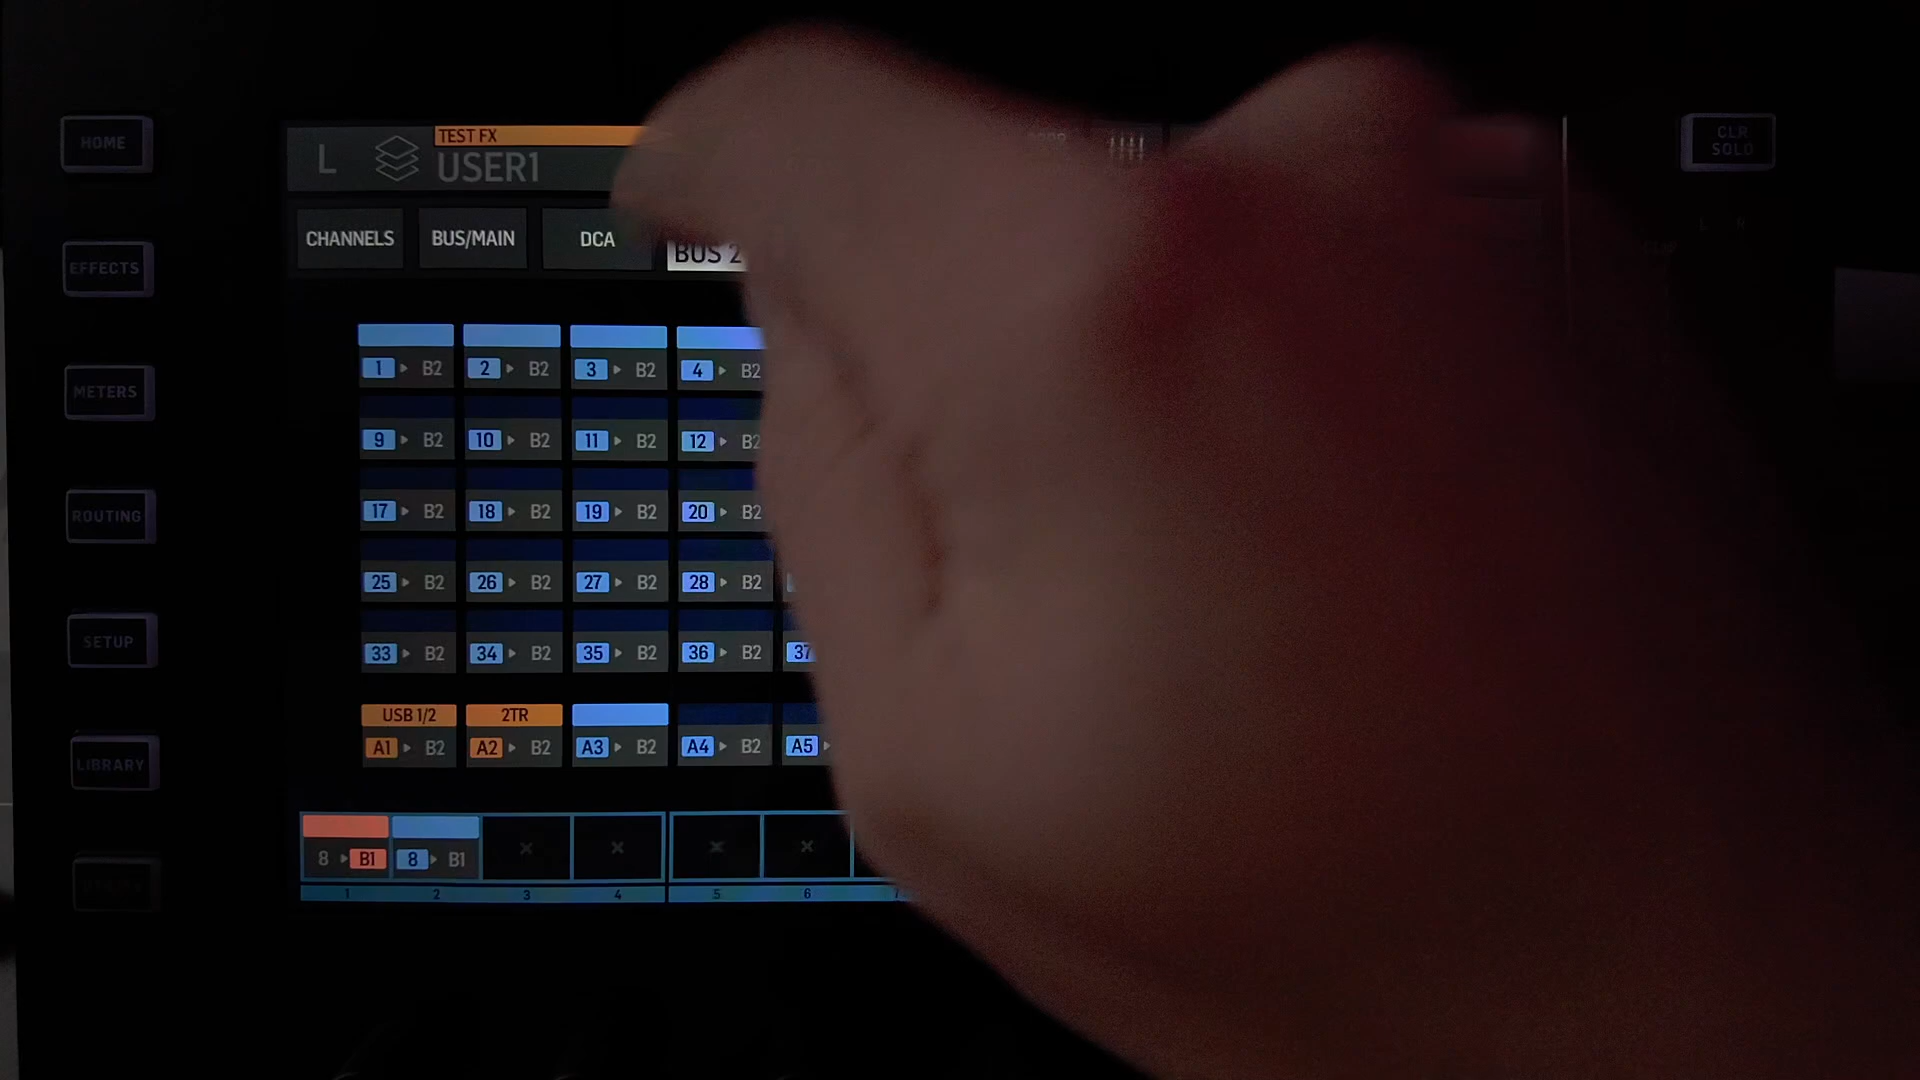 HOME
EFFECTS
METERS
ROUTING
SETUP
LIBRARY
CLR
SOLO
L R
L
TEST FX
USER1
CHANNELS BUS/MAIN DCA BUS 2
1 B2 2 B2 3 B2 4 B2
9 B2 10 B2 11 B2 12 B2
17 B2 18 B2 19 B2 20 B2
25 B2 26 B2 27 B2 28 B2
33 B2 34 B2 35 B2 36 B2 37
USB 1/2 2TR
A1 B2 A2 B2 A3 B2 A4 B2 A5
8 B1 8 B1
1 2 3 4 5 6 7